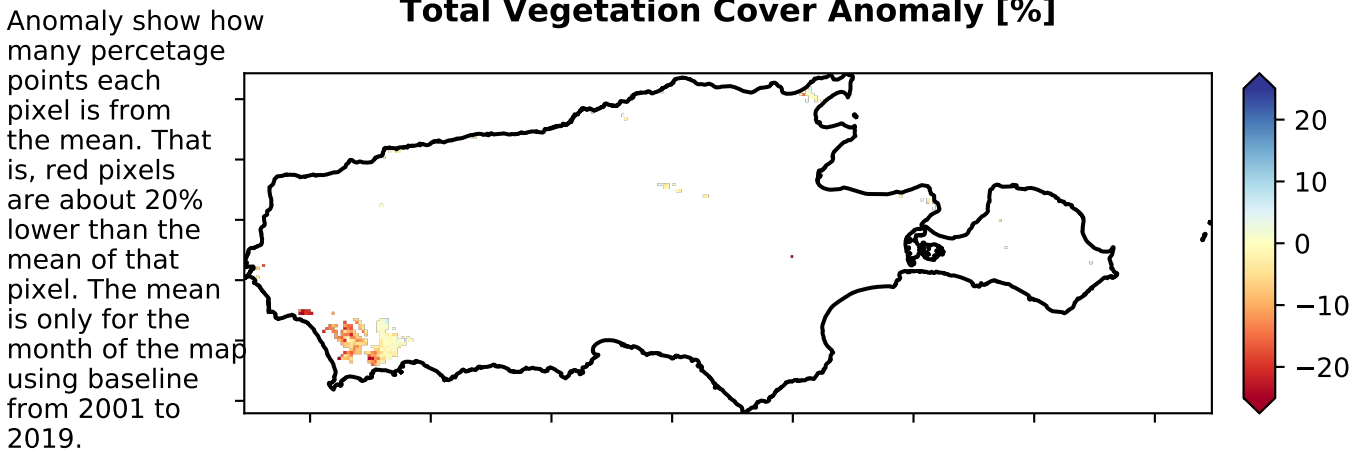 Total Vegetation Cover Anomaly [%]
Anomaly show how
many percetage
points each
pixel is from
the mean. That
is, red pixels
are about 20%
lower than the
mean of that
pixel. The mean
is only for the
month of the map
using baseline
from 2001 to
2019.
20
10
0
−10
−20